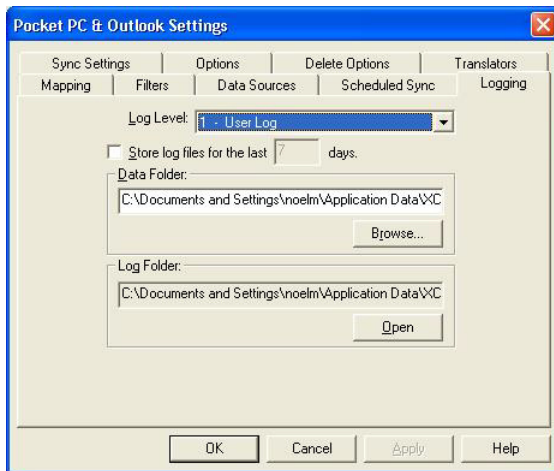 Pocket PC & Outlook Settings
Sync Settings Options Delete Options Translators
Mapping Filters Data Sources Scheduled Sync Logging
Log Level: 1 - User Log
Store log files for the last 7 days.
Data Folder:
C:\Documents and Settings\noelm\Application Data\XC
Browse...
Log Folder:
C:\Documents and Settings\noelm\Application Data\XC
Open
OK Cancel Apply Help